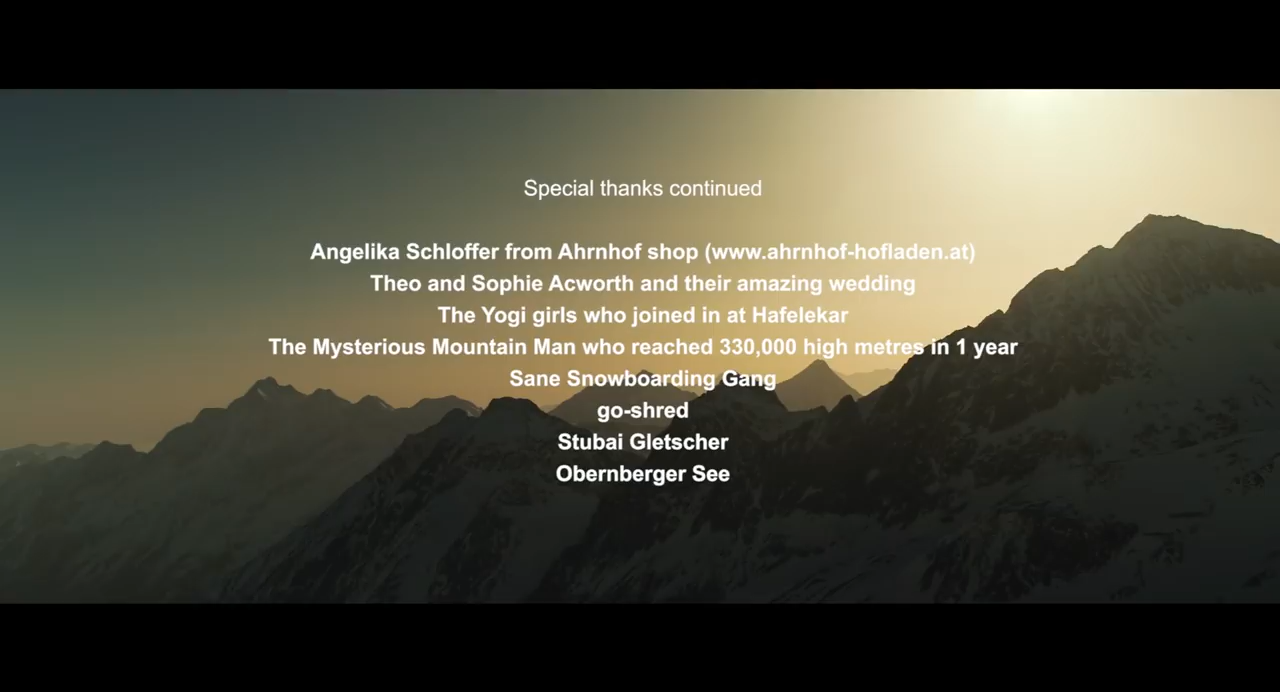 Special thanks continued
Angelika Schloffer from Ahrnhof shop (www.ahrnhof-hofladen.at)
Theo and Sophie Acworth and their amazing wedding
The Yogi girls who joined in at Hafelekar
The Mysterious Mountain Man who reached 330,000 high metres in 1 year
Sane Snowboarding Gang
go-shred
Stubai Gletscher
Obernberger See